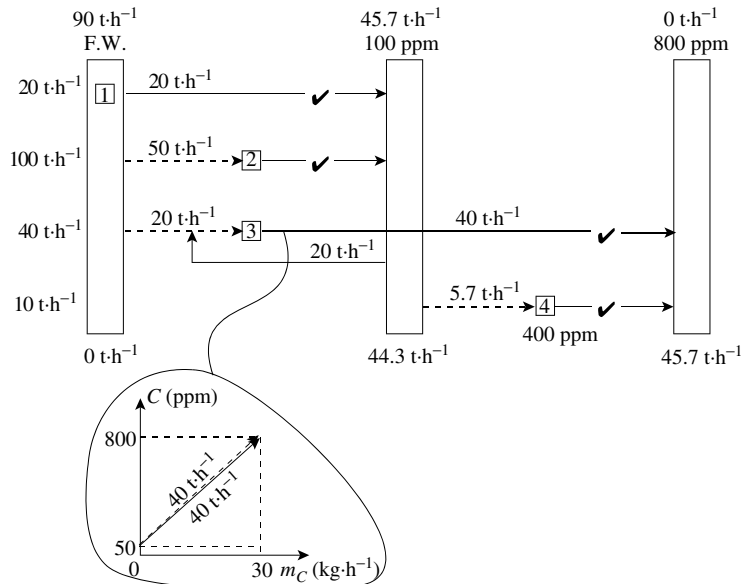 90 t·h⁻¹
F.W.
45.7 t·h⁻¹
100 ppm
0 t·h⁻¹
800 ppm
20 t·h⁻¹
1
20 t·h⁻¹
100 t·h⁻¹
50 t·h⁻¹
2
40 t·h⁻¹
20 t·h⁻¹
3
40 t·h⁻¹
20 t·h⁻¹
10 t·h⁻¹
5.7 t·h⁻¹
4
400 ppm
0 t·h⁻¹
44.3 t·h⁻¹
45.7 t·h⁻¹
C (ppm)
800
40 t·h⁻¹
40 t·h⁻¹
50
0
30
m_C (kg·h⁻¹)